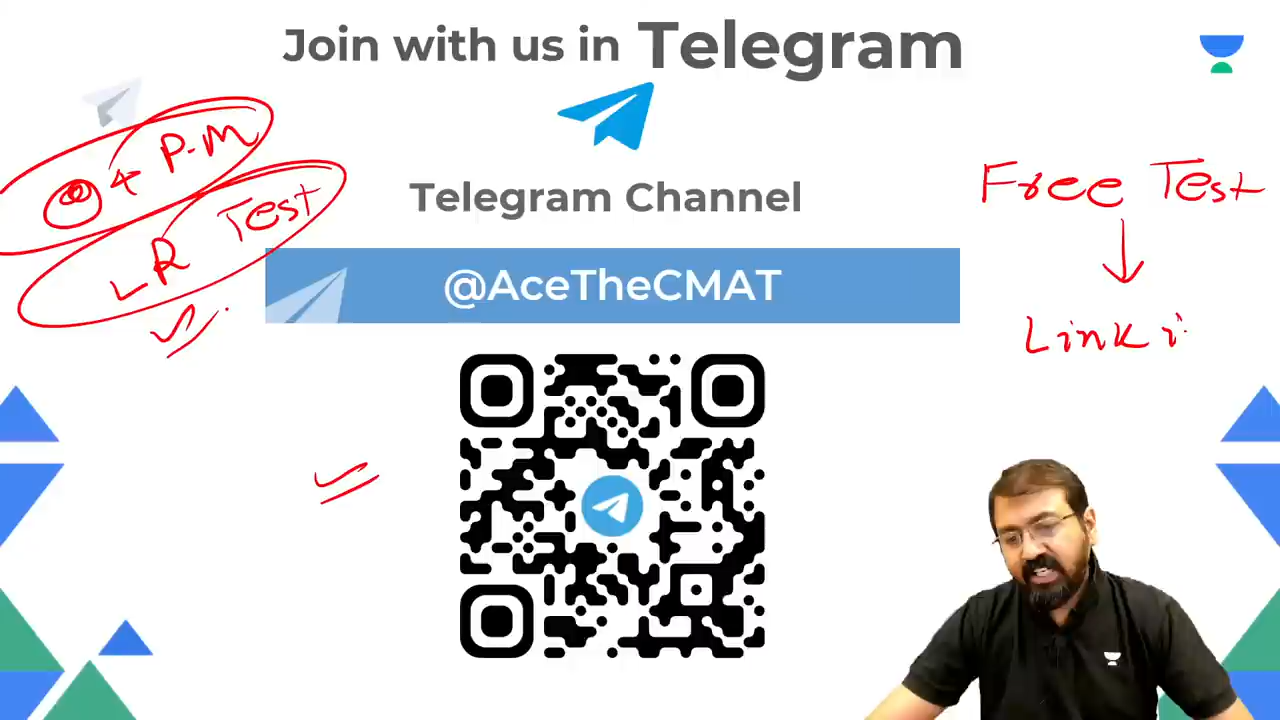 Join with us in Telegram
Telegram Channel
@AceTheCMAT
4 P.M
LR Test
Free Test
Link i